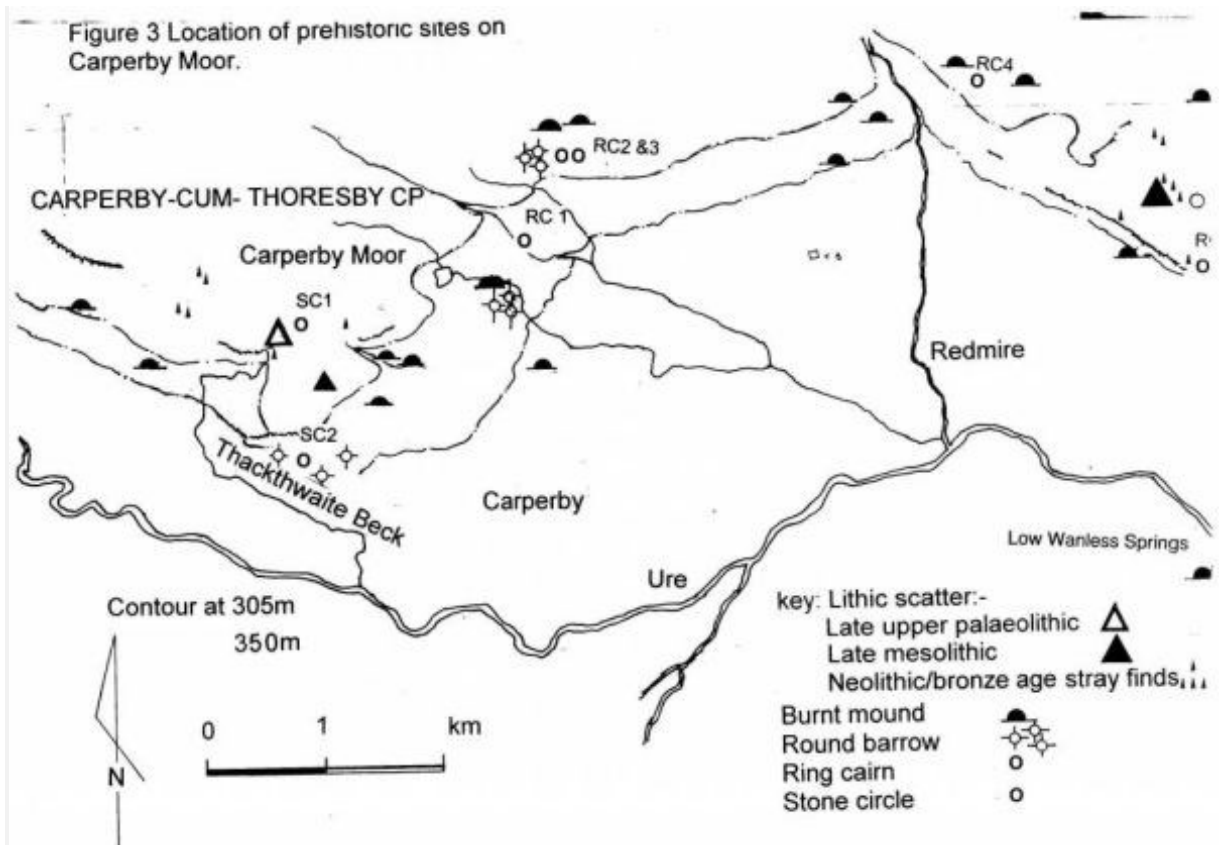 Figure 3 Location of prehistoric sites on
Carperby Moor.
RC4
RC2 &3
CARPERBY-CUM- THORESBY CP
RC 1
Carperby Moor
SC1
Redmire
SC2
Thackthwaite Beck
Carperby
Low Wanless Springs
Ure
Contour at 305m
350m
0 1 km
N
key: Lithic scatter:-
Late upper palaeolithic
Late mesolithic
Neolithic/bronze age stray finds
Burnt mound
Round barrow
Ring cairn
Stone circle